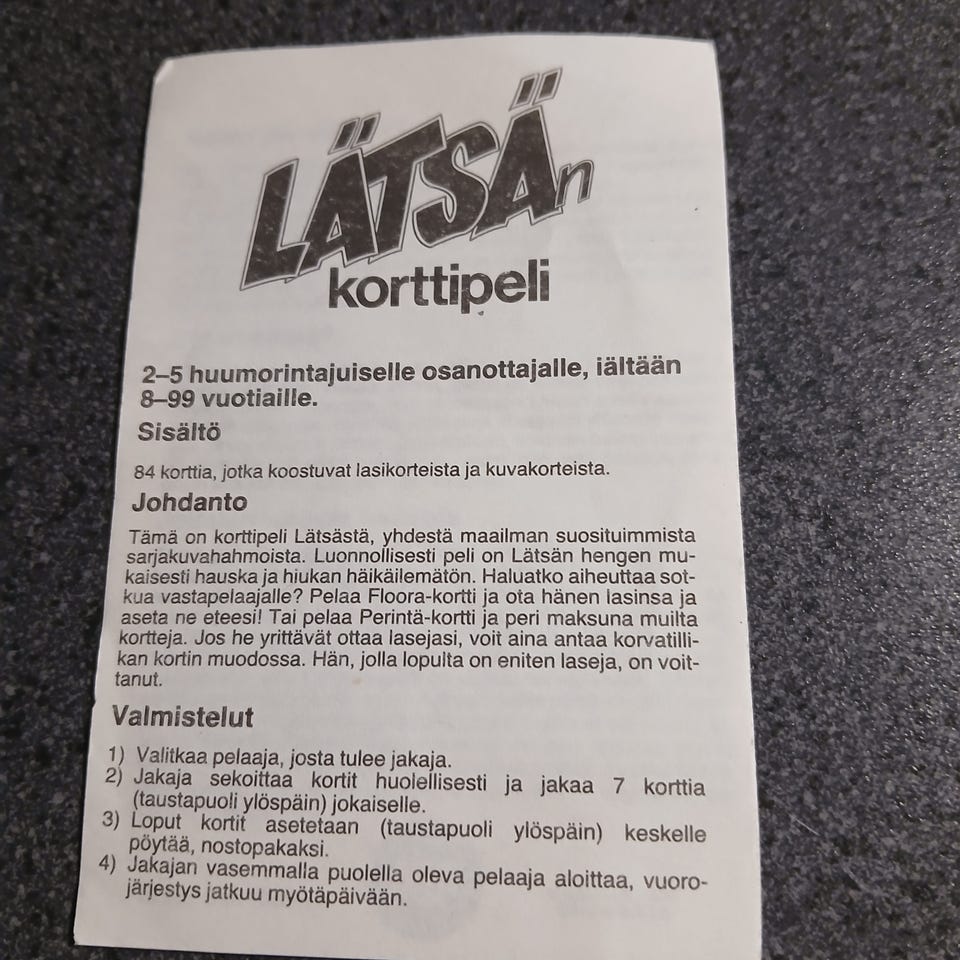 LÄTSÄn
korttipeli
2–5 huumorintajuiselle osanottajalle, iältään
8–99 vuotiaille.
Sisältö
84 korttia, jotka koostuvat lasikorteista ja kuvakorteista.
Johdanto
Tämä on korttipeli Lätsästä, yhdestä maailman suosituimmista
sarjakuvahahmoista. Luonnollisesti peli on Lätsän hengen mu-
kaisesti hauska ja hiukan häikäilemätön. Haluatko aiheuttaa sot-
kua vastapelaajalle? Pelaa Floora-kortti ja ota hänen lasinsa ja
aseta ne eteesi! Tai pelaa Perintä-kortti ja peri maksuna muilta
kortteja. Jos he yrittävät ottaa lasejasi, voit aina antaa korvatilli-
kan kortin muodossa. Hän, jolla lopulta on eniten laseja, on voit-
tanut.
Valmistelut
1) Valitkaa pelaaja, josta tulee jakaja.
2) Jakaja sekoittaa kortit huolellisesti ja jakaa 7 korttia
(taustapuoli ylöspäin) jokaiselle.
3) Loput kortit asetetaan (taustapuoli ylöspäin) keskelle
pöytää, nostopakaksi.
4) Jakajan vasemmalla puolella oleva pelaaja aloittaa, vuoro-
järjestys jatkuu myötäpäivään.